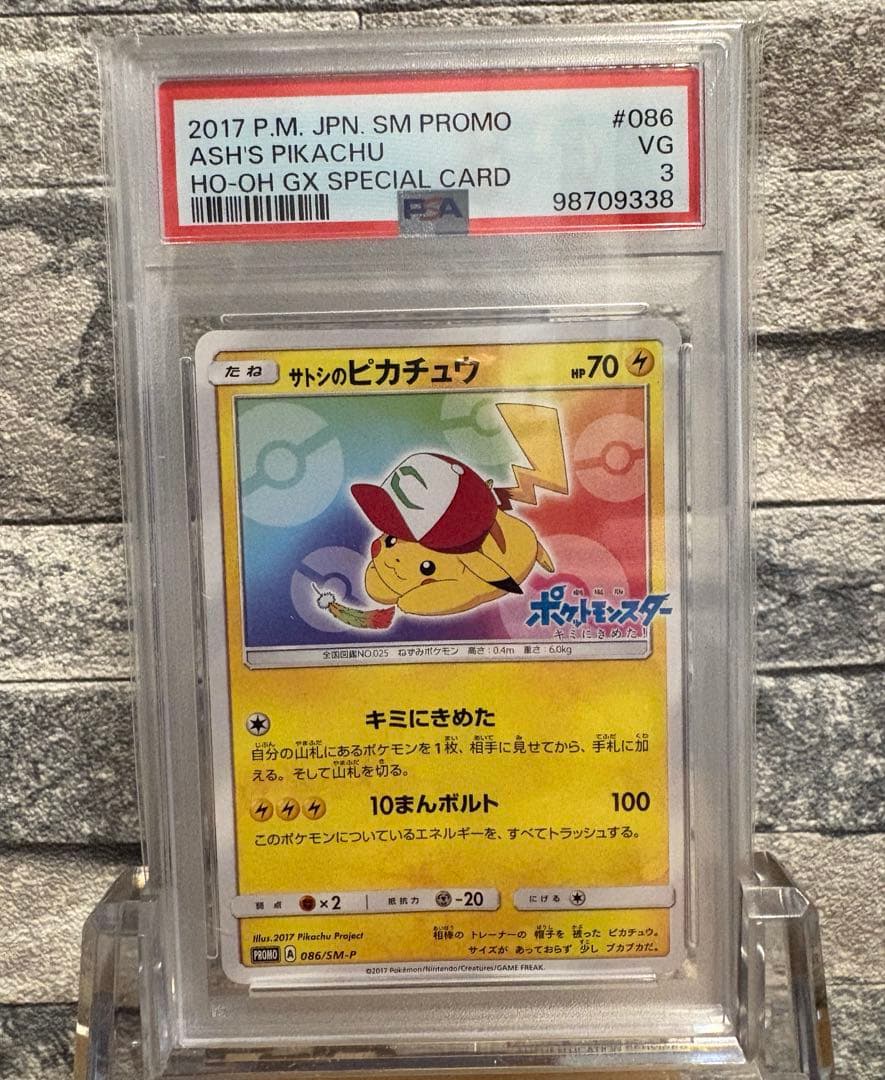 2017 P.M. JPN. SM PROMO #086
ASH'S PIKACHU VG
HO-OH GX SPECIAL CARD 3
PSA 98709338
たね サトシのピカチュウ HP70
劇場版
ポケットモンスター
キミにきめた!
全国図鑑NO.025 ねずみポケモン 高さ:0.4m 重さ:6.0kg
キミにきめた
自分の山札にあるポケモンを1枚、相手に見せてから、手札に加
える。そして山札を切る。
10まんボルト 100
このポケモンについているエネルギーを、すべてトラッシュする。
弱点 ×2 抵抗力 -20 にげる
Illus.2017 Pikachu Project
相棒の トレーナーの 帽子を 被った ピカチュウ。
サイズが あっておらず 少し ブカブカだ。
PROMO A 086/SM-P
©2017 Pokémon/Nintendo/Creatures/GAME FREAK.